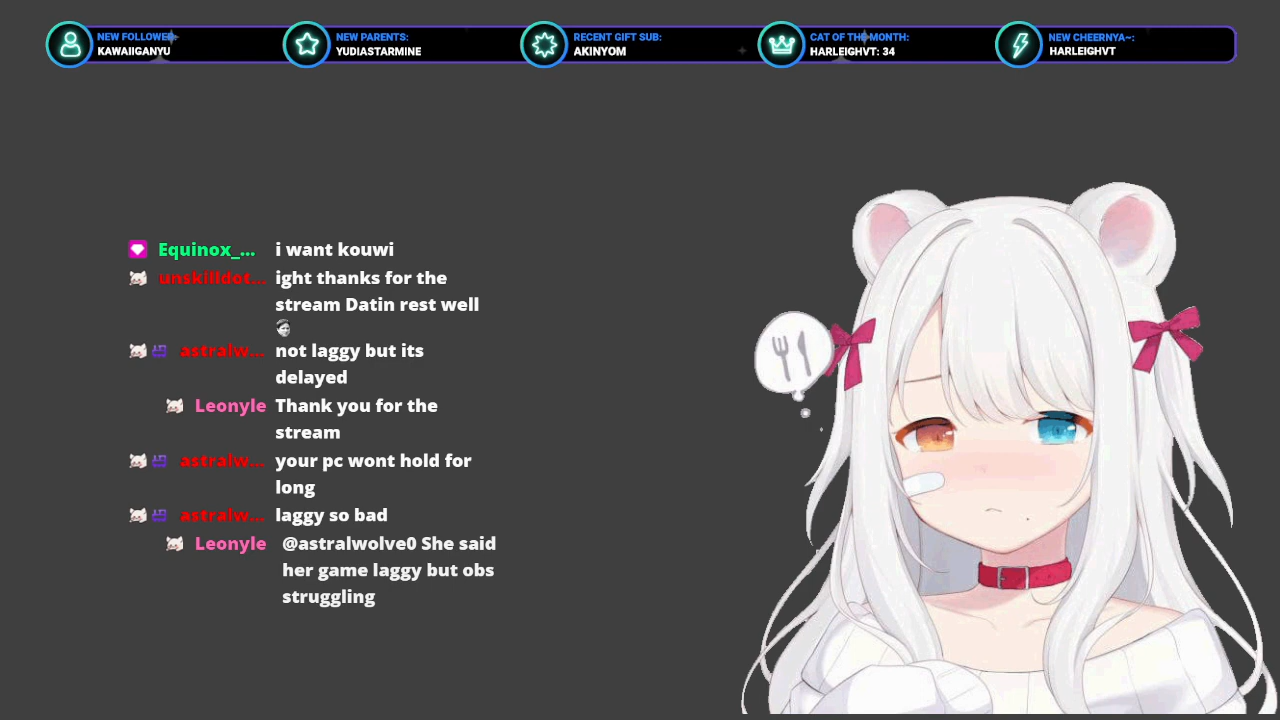 NEW FOLLOWER:
KAWAIIGANYU
NEW PARENTS:
YUDIASTARMINE
RECENT GIFT SUB:
AKINYOM
CAT OF THE MONTH:
HARLEIGHVT: 34
NEW CHEERNYA~:
HARLEIGHVT
Equinox_... i want kouwi
unskilldot... ight thanks for the
stream Datin rest well
astralw... not laggy but its
delayed
Leonyle Thank you for the
stream
astralw... your pc wont hold for
long
astralw... laggy so bad
Leonyle @astralwolve0 She said
her game laggy but obs
struggling